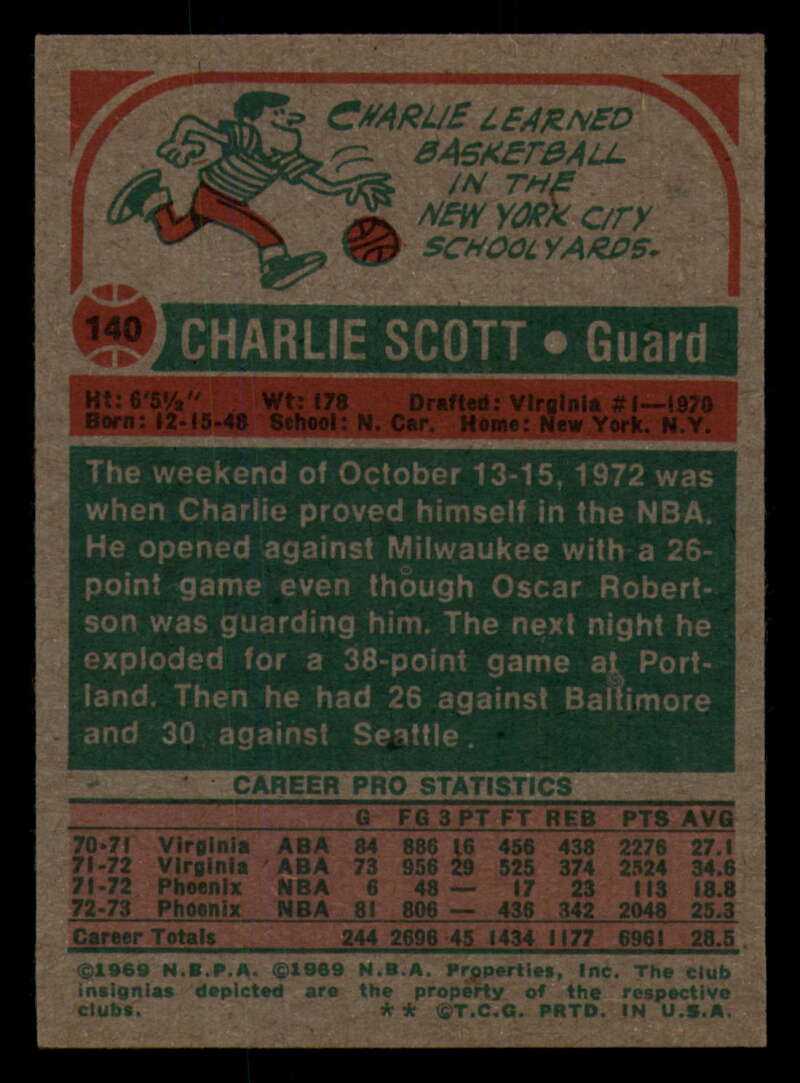 CHARLIE LEARNED
BASKETBALL
IN THE
NEW YORK CITY
SCHOOLYARDS.
140 CHARLIE SCOTT • Guard
Ht: 6'5½" Wt: 178 Drafted: Virginia #1—1970
Born: 12-15-48 School: N. Car. Home: New York, N.Y.
The weekend of October 13-15, 1972 was
when Charlie proved himself in the NBA.
He opened against Milwaukee with a 26-
point game even though Oscar Robert-
son was guarding him. The next night he
exploded for a 38-point game at Port-
land. Then he had 26 against Baltimore
and 30 against Seattle.
CAREER PRO STATISTICS
G FG 3 PT FT REB PTS AVG
70-71 Virginia ABA 84 886 16 456 438 2276 27.1
71-72 Virginia ABA 73 956 29 525 374 2524 34.6
71-72 Phoenix NBA 6 48 — 17 23 113 18.8
72-73 Phoenix NBA 81 806 — 436 342 2048 25.3
Career Totals 244 2696 45 1434 1177 6961 28.5
©1969 N.B.P.A. ©1969 N.B.A. Properties, Inc. The club
insignias depicted are the property of the respective
clubs. ** ©T.C.G. PRTD. IN U.S.A.